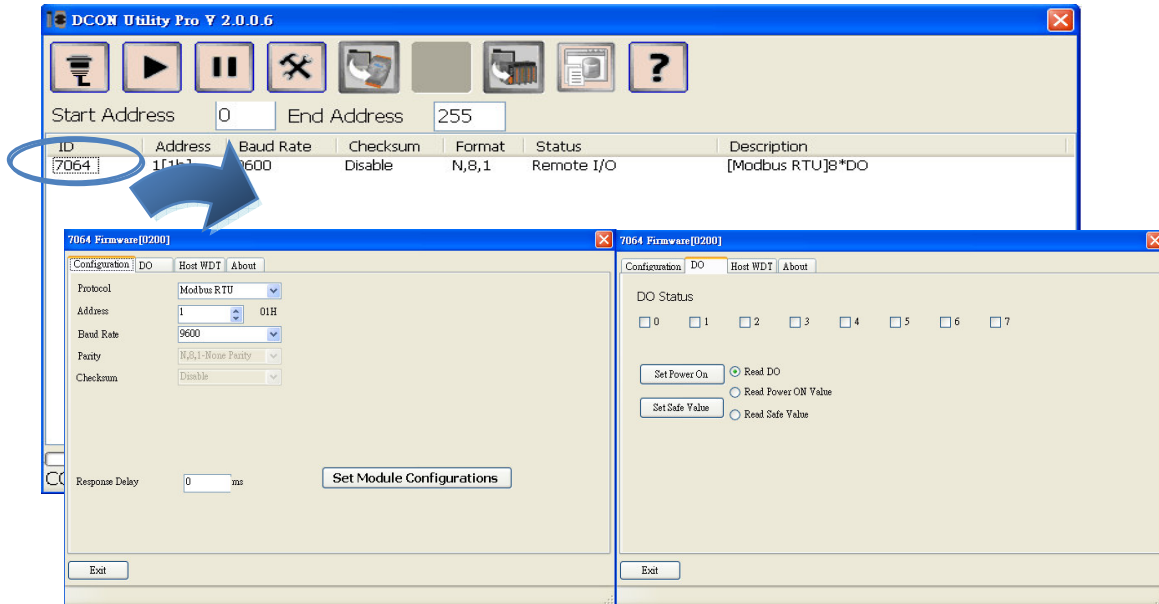 DCON Utility Pro V 2.0.0.6
Start Address 0 End Address 255
ID Address Baud Rate Checksum Format Status Description
7064 1[1h] 9600 Disable N,8,1 Remote I/O [Modbus RTU]8*DO
7064 Firmware[0200]
Configuration DO Host WDT About
Protocol Modbus RTU
Address 1 01H
Baud Rate 9600
Parity N,8,1-None Parity
Checksum Disable
Response Delay 0 ms Set Module Configurations
Exit
7064 Firmware[0200]
Configuration DO Host WDT About
DO Status
0 1 2 3 4 5 6 7
Set Power On Read DO
Read Power ON Value
Set Safe Value Read Safe Value
Exit